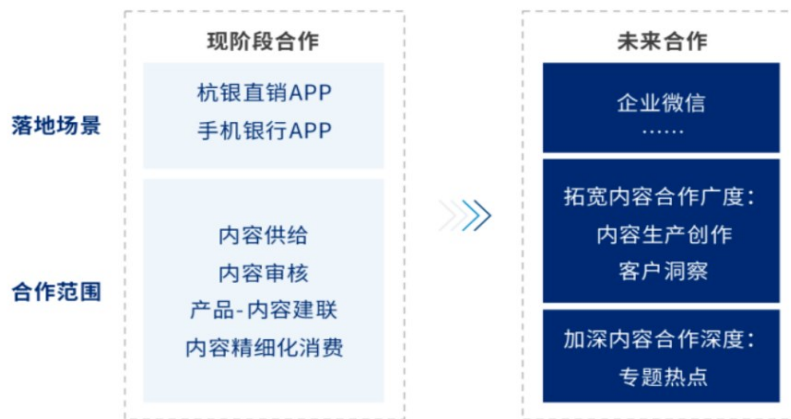 现阶段合作
未来合作
落地场景
杭银直销APP
手机银行APP
企业微信
······
合作范围
内容供给
内容审核
产品-内容建联
内容精细化消费
拓宽内容合作广度：
内容生产创作
客户洞察
加深内容合作深度：
专题热点